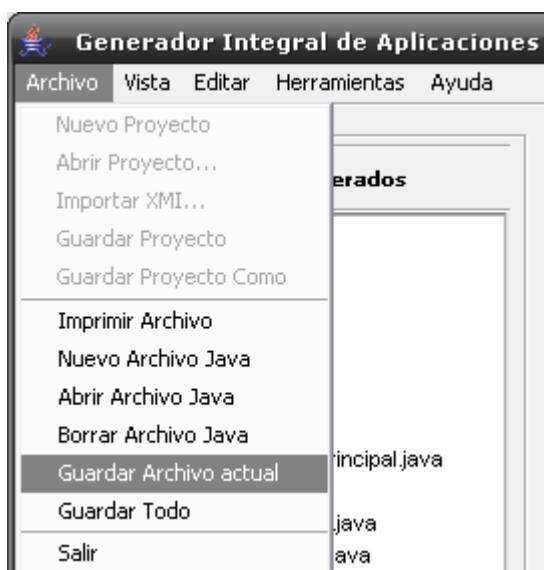 Generador Integral de Aplicaciones
Archivo Vista Editar Herramientas Ayuda
Nuevo Proyecto
Abrir Proyecto...
erados
Importar XMI...
Guardar Proyecto
Guardar Proyecto Como
Imprimir Archivo
Nuevo Archivo Java
Abrir Archivo Java
Borrar Archivo Java
rincipal.java
Guardar Archivo actual
Guardar Todo
.java
Salir
ava